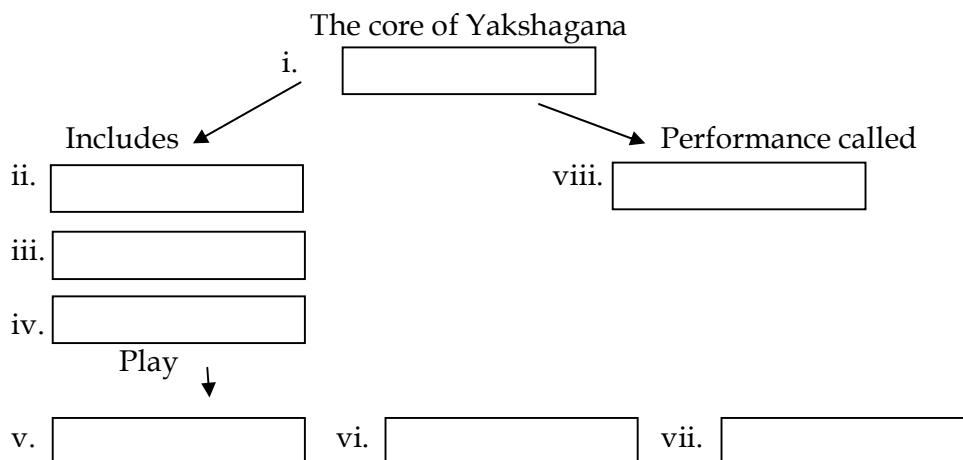 The core of Yakshagana
i.
Includes
Performance called
ii.
viii.
iii.
iv.
Play
v.
vi.
vii.